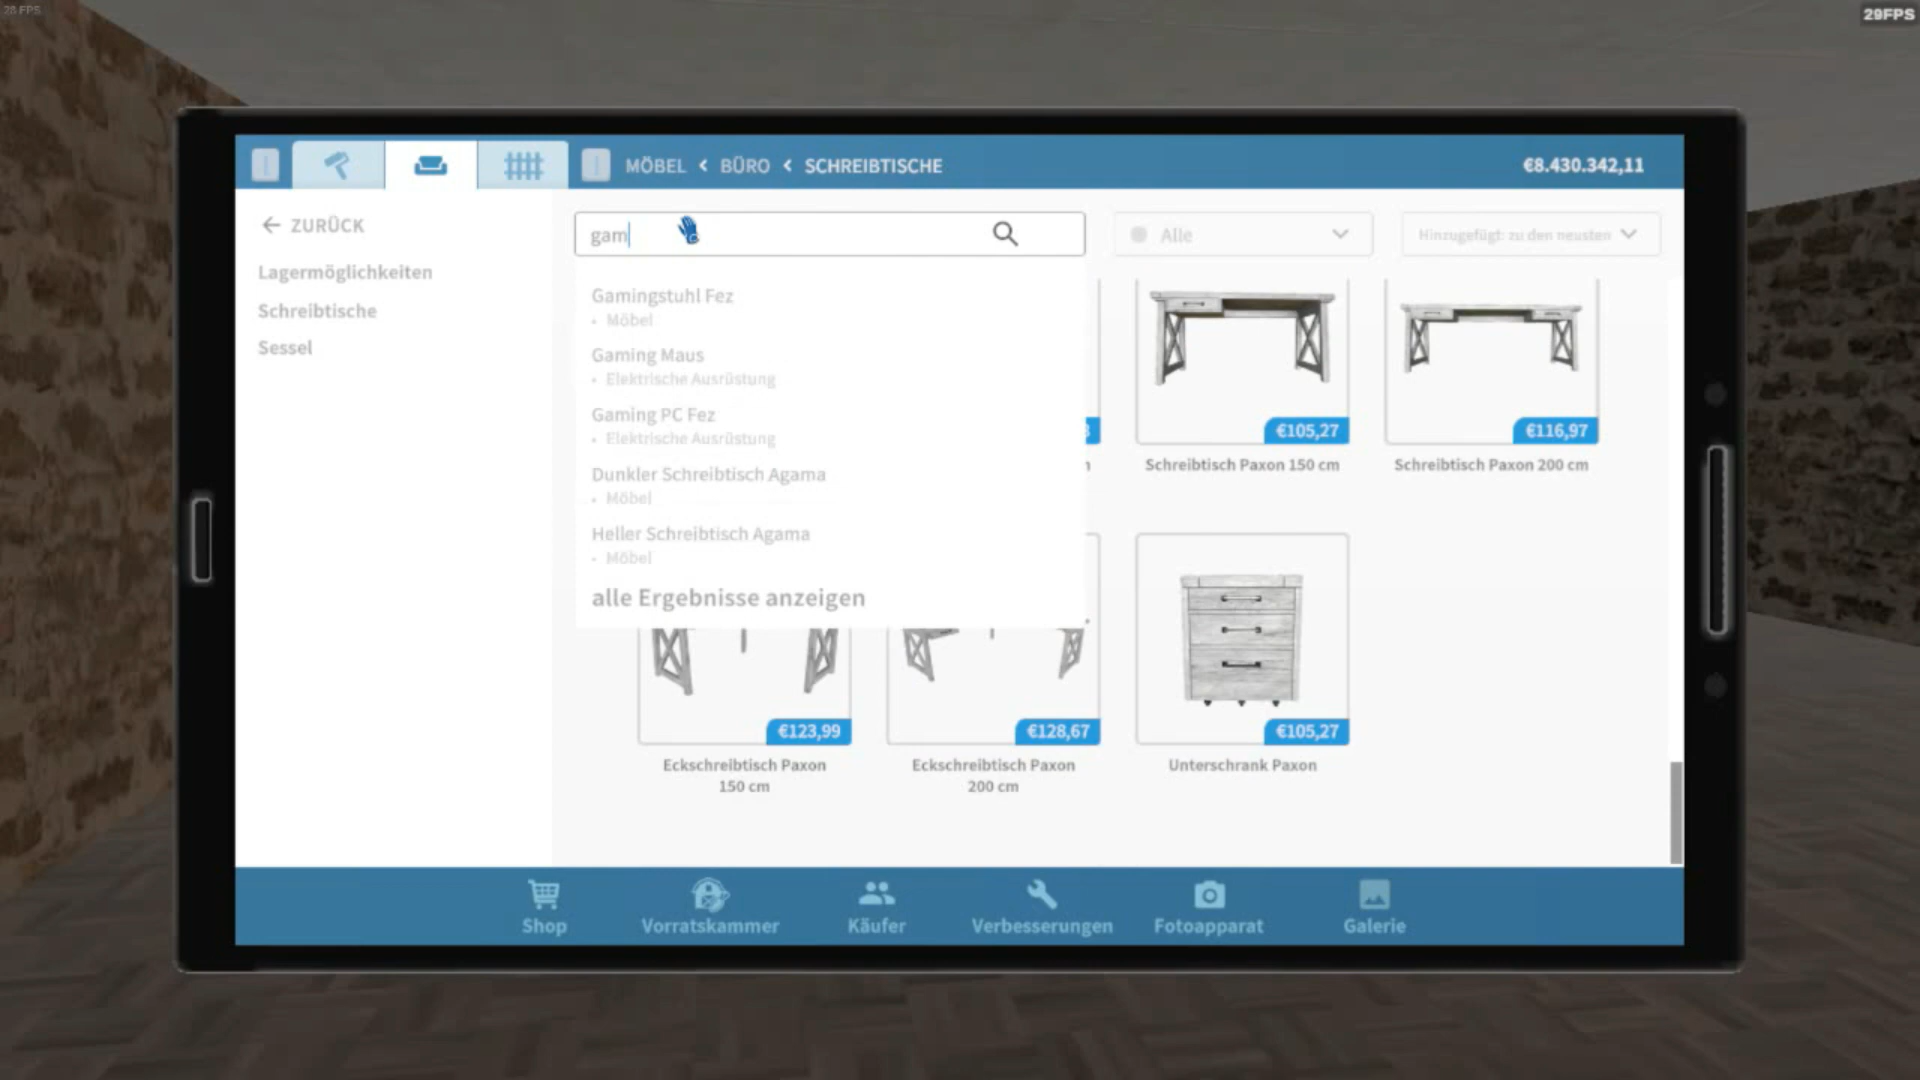 28 FPS
29FPS
MÖBEL < BÜRO < SCHREIBTISCHE
€8.430.342,11
← ZURÜCK
Lagermöglichkeiten
Schreibtische
Sessel
gam
Alle
Hinzugefügt: zu den neusten
Gamingstuhl Fez
• Möbel
Gaming Maus
• Elektrische Ausrüstung
Gaming PC Fez
• Elektrische Ausrüstung
Dunkler Schreibtisch Agama
• Möbel
Heller Schreibtisch Agama
• Möbel
alle Ergebnisse anzeigen
€105,27
€116,97
Schreibtisch Paxon 150 cm
Schreibtisch Paxon 200 cm
€123,99
€128,67
€105,27
Eckschreibtisch Paxon
150 cm
Eckschreibtisch Paxon
200 cm
Unterschrank Paxon
Shop
Vorratskammer
Käufer
Verbesserungen
Fotoapparat
Galerie